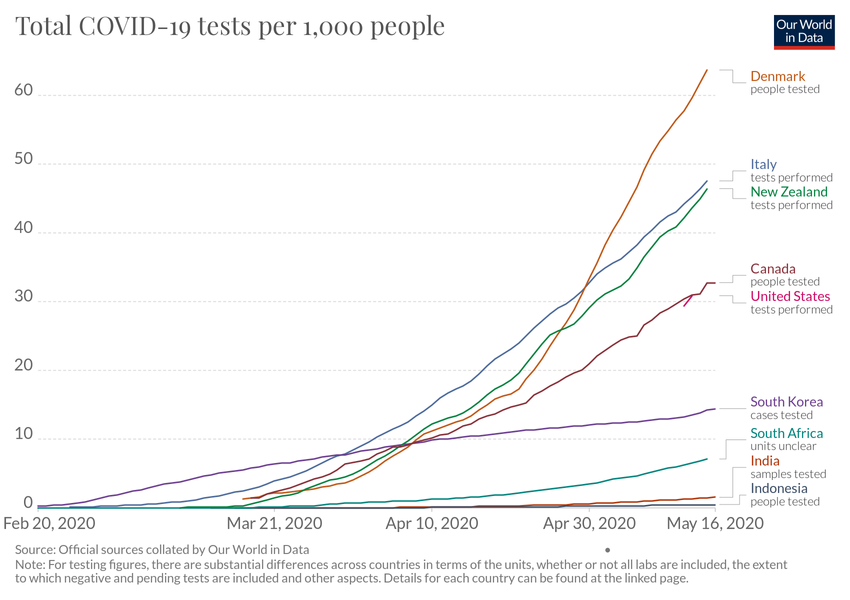 Total COVID-19 tests per 1,000 people
Our World
in Data
60
50
40
30
20
10
0
Denmark
people tested
Italy
tests performed
New Zealand
tests performed
Canada
people tested
United States
tests performed
South Korea
cases tested
South Africa
units unclear
India
samples tested
Indonesia
people tested
Feb 20, 2020
Mar 21, 2020
Apr 10, 2020
Apr 30, 2020
May 16, 2020
Source: Official sources collated by Our World in Data
Note: For testing figures, there are substantial differences across countries in terms of the units, whether or not all labs are included, the extent
to which negative and pending tests are included and other aspects. Details for each country can be found at the linked page.